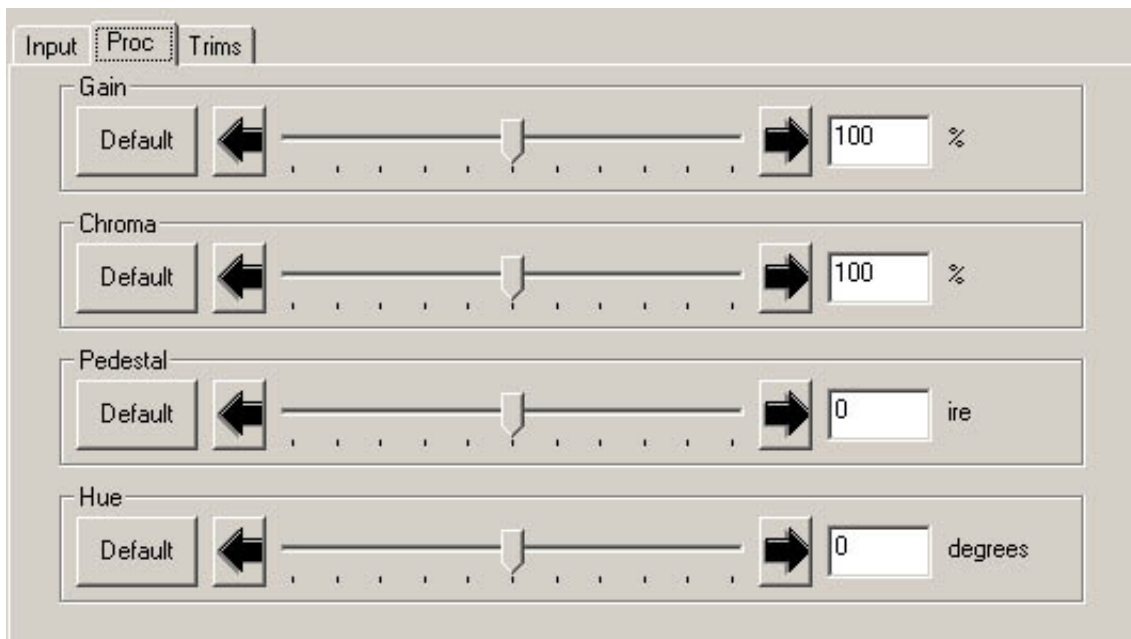 Input Proc Trims
Gain
Default 100 %
Chroma
Default 100 %
Pedestal
Default 0 ire
Hue
Default 0 degrees